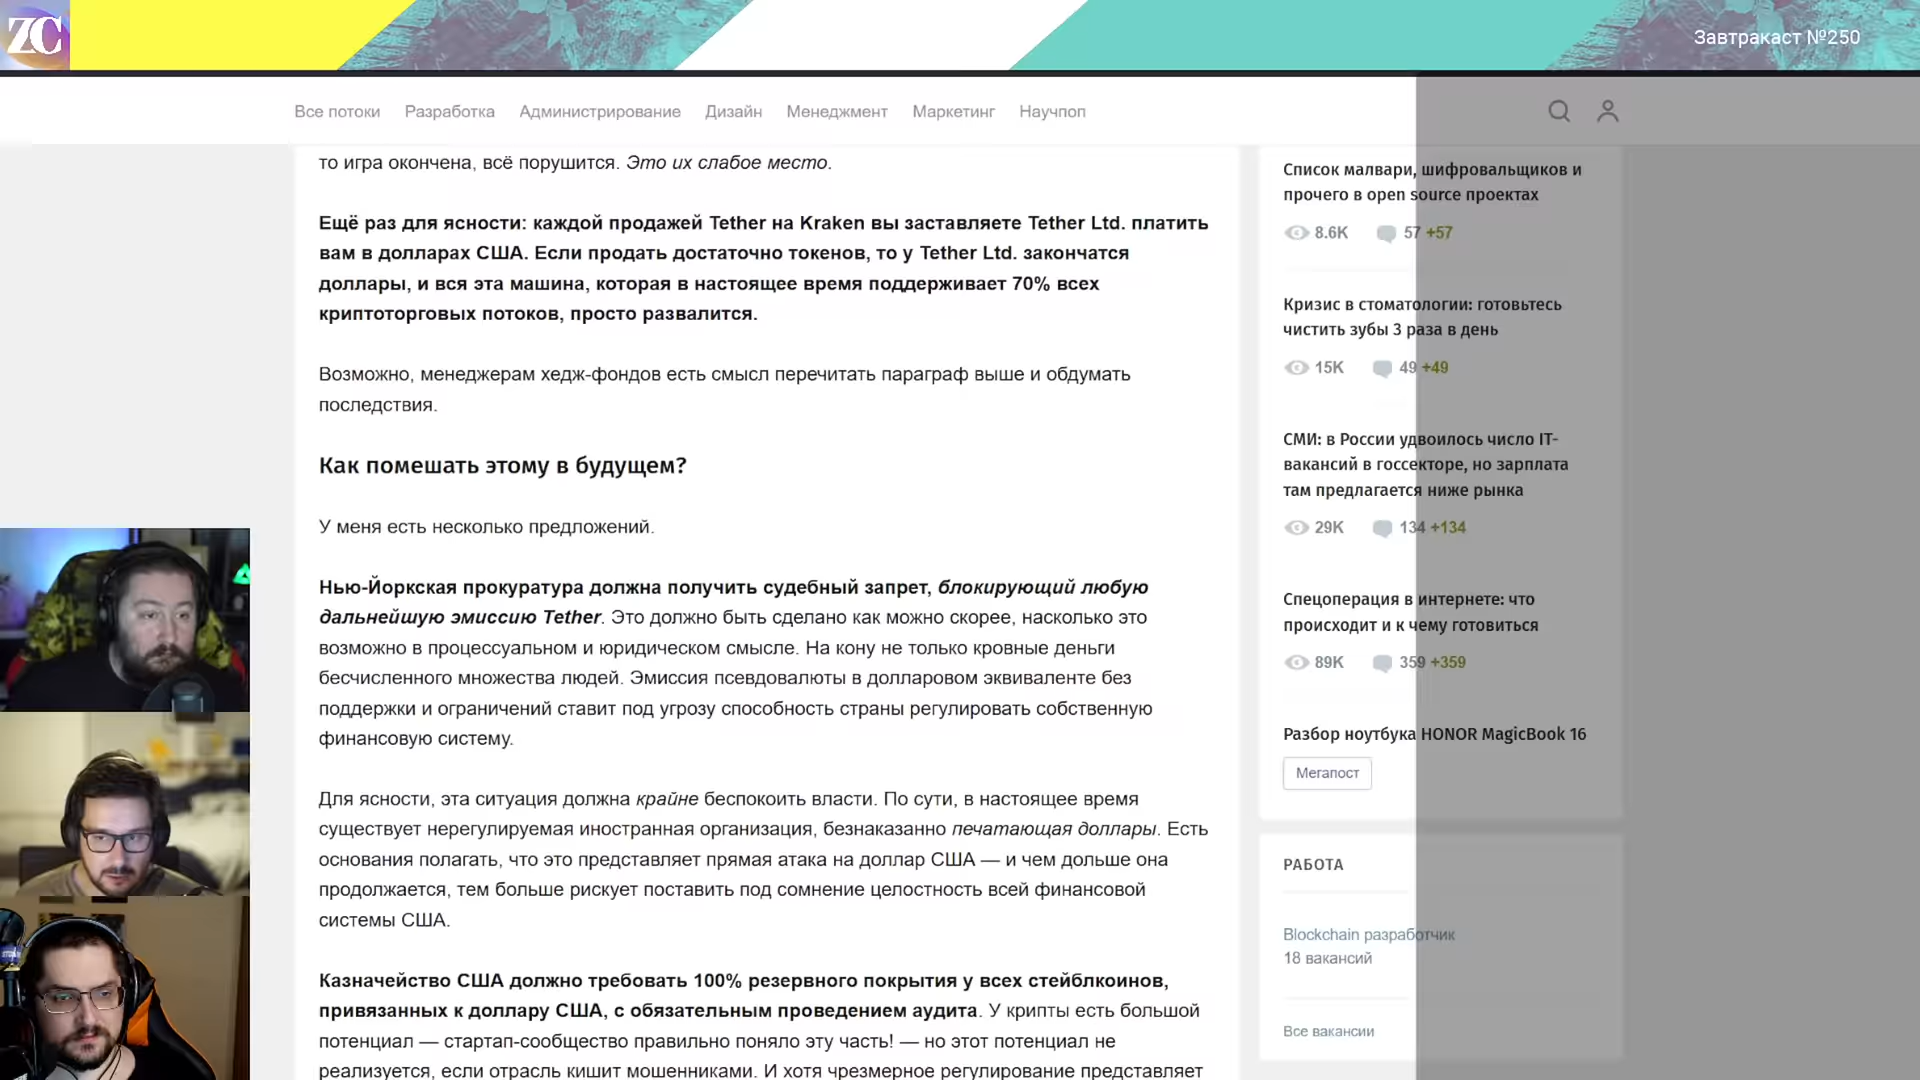 ZC
Завтракаст №250
Все потоки Разработка Администрирование Дизайн Менеджмент Маркетинг Научпоп
то игра окончена, всё порушится. Это их слабое место.
Ещё раз для ясности: каждой продажей Tether на Kraken вы заставляете Tether Ltd. платить
вам в долларах США. Если продать достаточно токенов, то у Tether Ltd. закончатся
доллары, и вся эта машина, которая в настоящее время поддерживает 70% всех
криптоторговых потоков, просто развалится.
Возможно, менеджерам хедж-фондов есть смысл перечитать параграф выше и обдумать
последствия.
Как помешать этому в будущем?
У меня есть несколько предложений.
Нью-Йоркская прокуратура должна получить судебный запрет, блокирующий любую
дальнейшую эмиссию Tether. Это должно быть сделано как можно скорее, насколько это
возможно в процессуальном и юридическом смысле. На кону не только кровные деньги
бесчисленного множества людей. Эмиссия псевдовалюты в долларовом эквиваленте без
поддержки и ограничений ставит под угрозу способность страны регулировать собственную
финансовую систему.
Для ясности, эта ситуация должна крайне беспокоить власти. По сути, в настоящее время
существует нерегулируемая иностранная организация, безнаказанно печатающая доллары. Есть
основания полагать, что это представляет прямая атака на доллар США — и чем дольше она
продолжается, тем больше рискует поставить под сомнение целостность всей финансовой
системы США.
Казначейство США должно требовать 100% резервного покрытия у всех стейблкоинов,
привязанных к доллару США, с обязательным проведением аудита. У крипты есть большой
потенциал — стартап-сообщество правильно поняло эту часть! — но этот потенциал не
реализуется, если отрасль кишит мошенниками. И хотя чрезмерное регулирование представляет
Список малвари, шифровальщиков и
прочего в open source проектах
8.6K 57 +57
Кризис в стоматологии: готовьтесь
чистить зубы 3 раза в день
15K 49 +49
СМИ: в России удвоилось число IT-
вакансий в госсекторе, но зарплата
там предлагается ниже рынка
29K 134 +134
Спецоперация в интернете: что
происходит и к чему готовиться
89K 359 +359
Разбор ноутбука HONOR MagicBook 16
Мегапост
РАБОТА
Blockchain разработчик
18 вакансий
Все вакансии